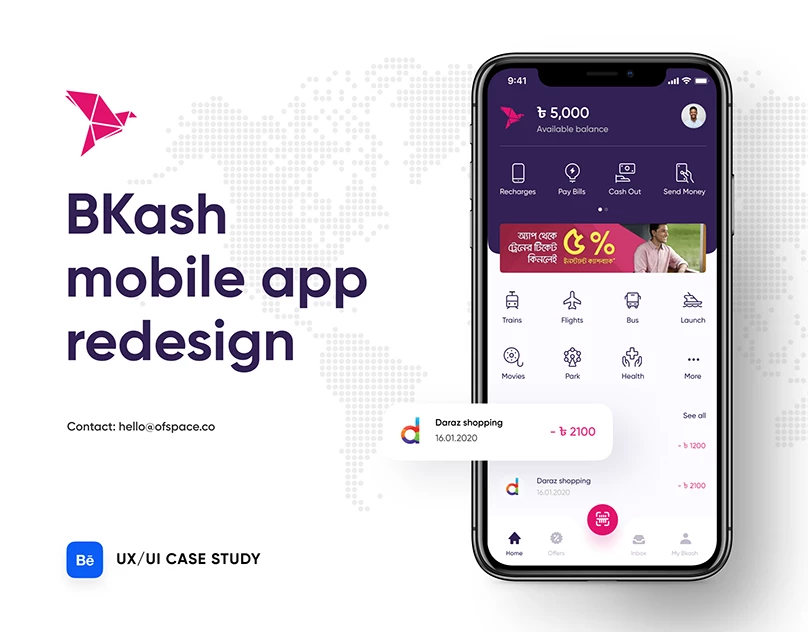 BKash
mobile app
redesign
Contact: hello@ofspace.co
Bē
UX/UI CASE STUDY
9:41
৳ 5,000
Available balance
Recharges
Pay Bills
Cash Out
Send Money
অ্যাপ থেকে
ট্রেনের টিকেট
কিনলেই
৫%
ইনস্ট্যান্ট ক্যাশব্যাক*
Trains
Flights
Bus
Launch
Movies
Park
Health
More
See all
Daraz shopping
16.01.2020
- ৳ 2100
- ৳ 1200
Daraz shopping
16.01.2020
- ৳ 2100
Home
Offers
Inbox
My Bkash